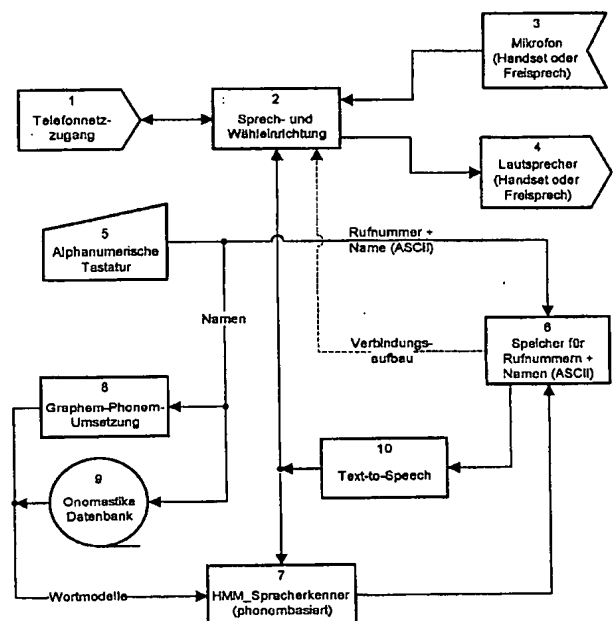 3
Mikrofon
(Handset oder
Freisprech)
1
Telefonnetz-
zugang
2
Sprech- und
Wähleinrichtung
4
Lautsprecher
(Handset oder
Freisprech)
5
Alphanumerische
Tastatur
Rufnummer +
Name (ASCII)
Namen
Verbindungs-
aufbau
6
Speicher für
Rufnummern +
Namen (ASCII)
8
Graphem-Phonem-
Umsetzung
9
Onomastika
Datenbank
10
Text-to-Speech
Wortmodelle
7
HMM_Spracherkenner
(phonembasiert)